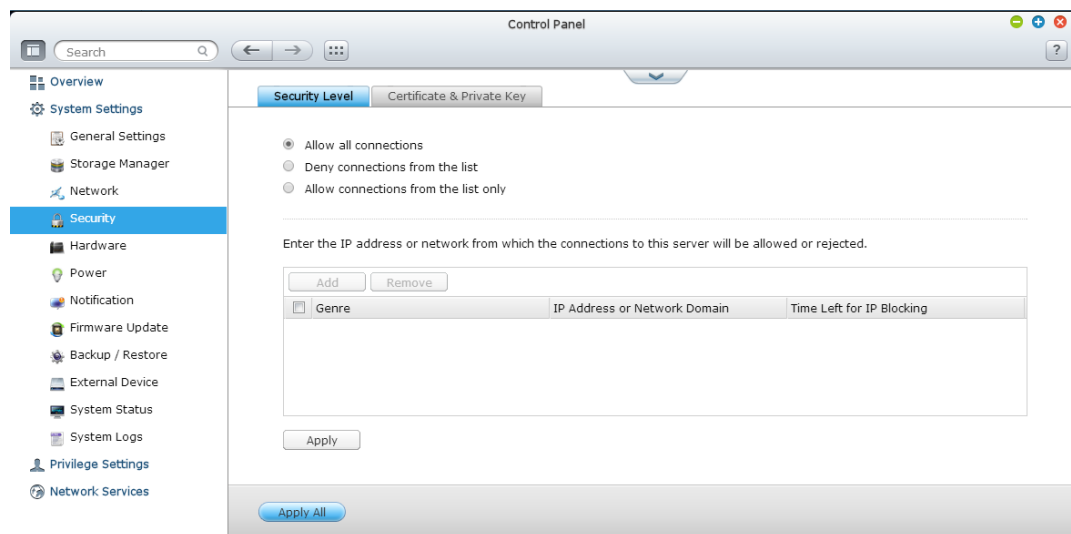 Control Panel
Search
?
Overview
System Settings
General Settings
Storage Manager
Network
Security
Hardware
Power
Notification
Firmware Update
Backup / Restore
External Device
System Status
System Logs
Privilege Settings
Network Services
Security Level
Certificate & Private Key
Allow all connections
Deny connections from the list
Allow connections from the list only
Enter the IP address or network from which the connections to this server will be allowed or rejected.
Add Remove
Genre IP Address or Network Domain Time Left for IP Blocking
Apply
Apply All